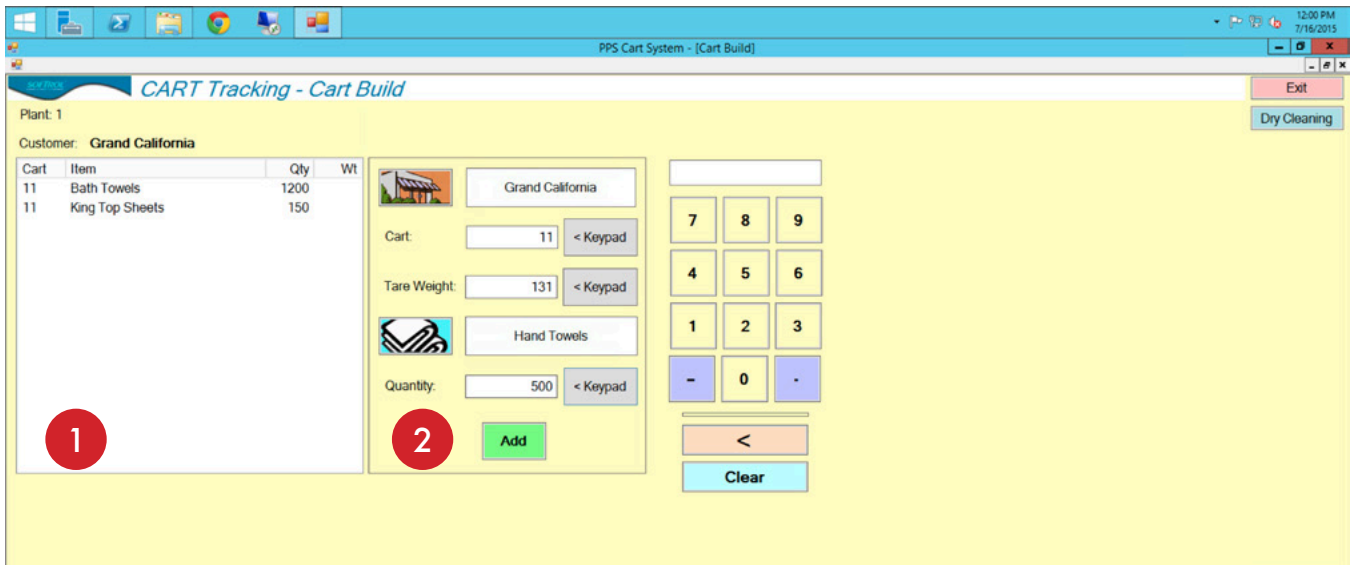 12:00 PM
7/16/2015
PPS Cart System - [Cart Build]
CART Tracking - Cart Build
Exit
Plant: 1
Dry Cleaning
Customer: Grand California
Cart Item Qty Wt
11 Bath Towels 1200
11 King Top Sheets 150
Grand California
Cart: 11 < Keypad
Tare Weight: 131 < Keypad
Hand Towels
Quantity: 500 < Keypad
Add
1
2
7 8 9
4 5 6
1 2 3
- 0 .
<
Clear